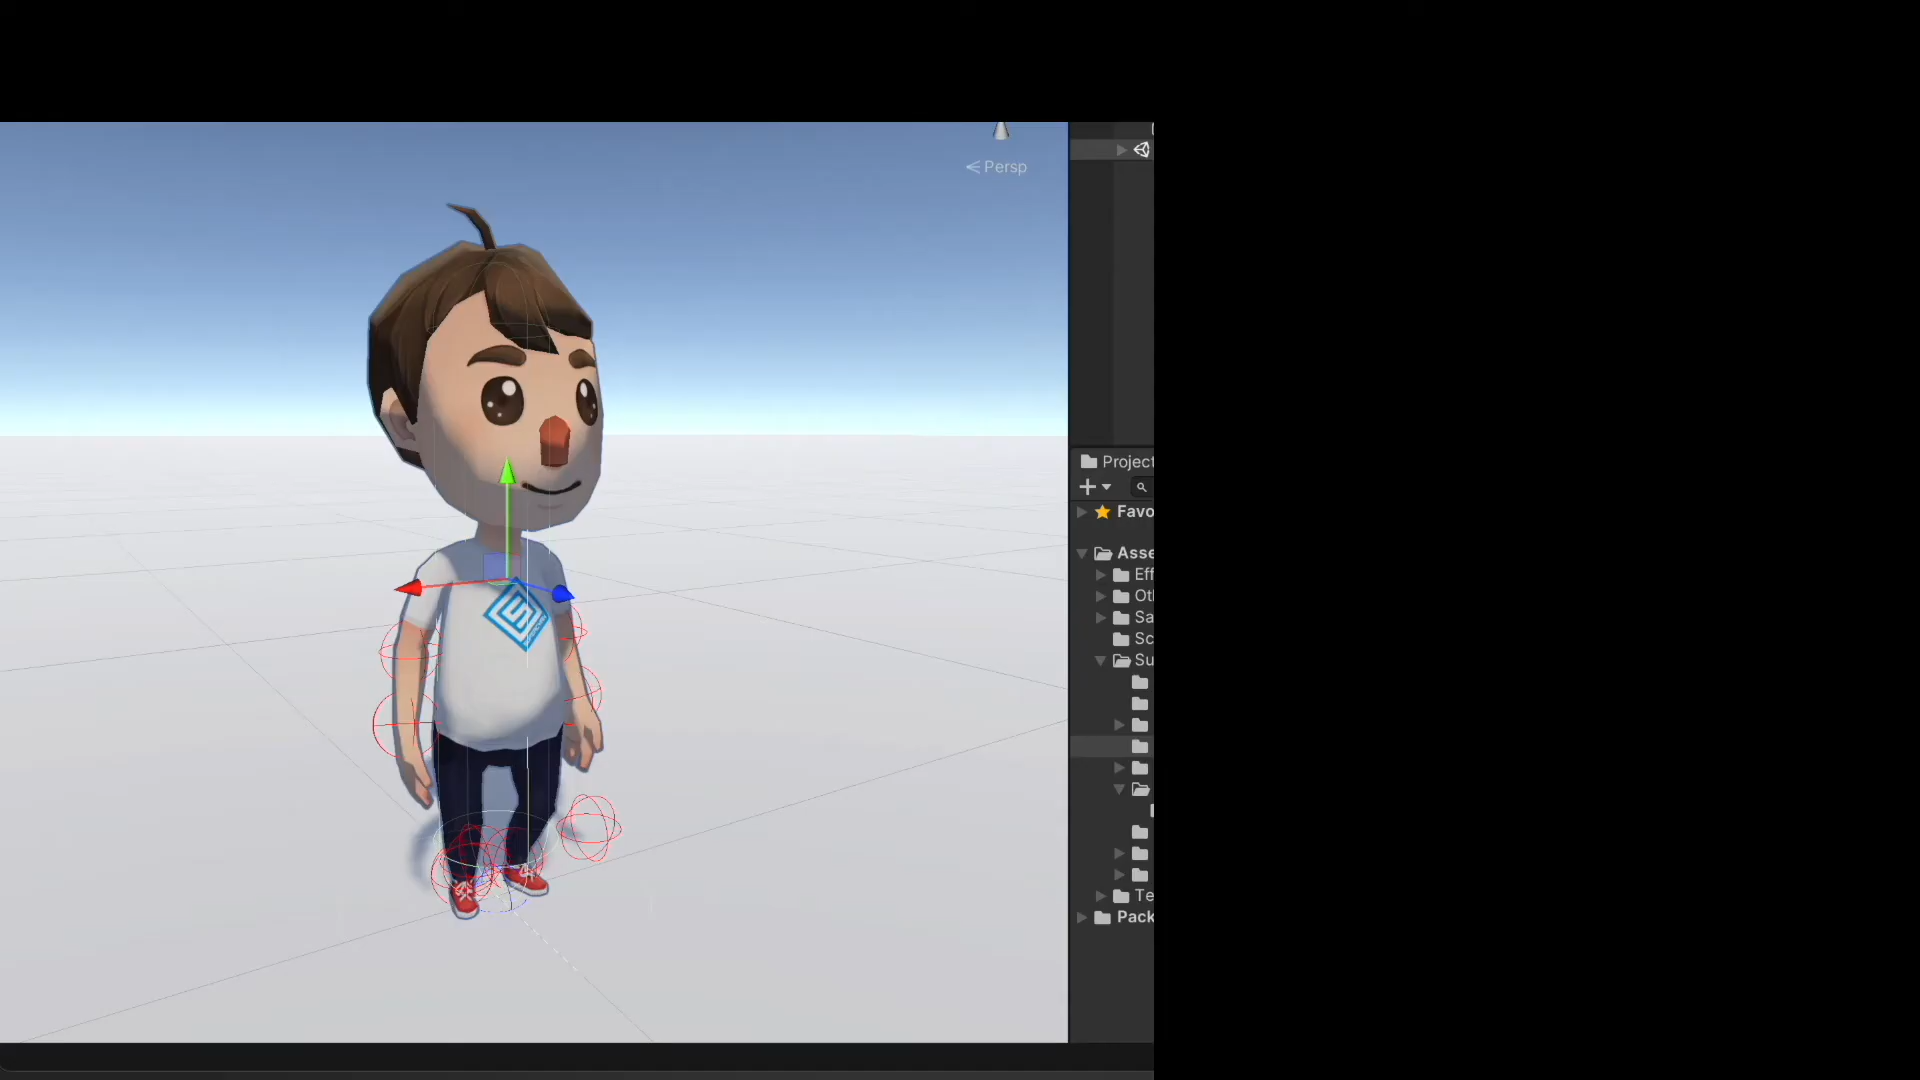 Persp
Project
Favo
Asse
Eff
Ot
Sa
Sc
Su
Te
Pack